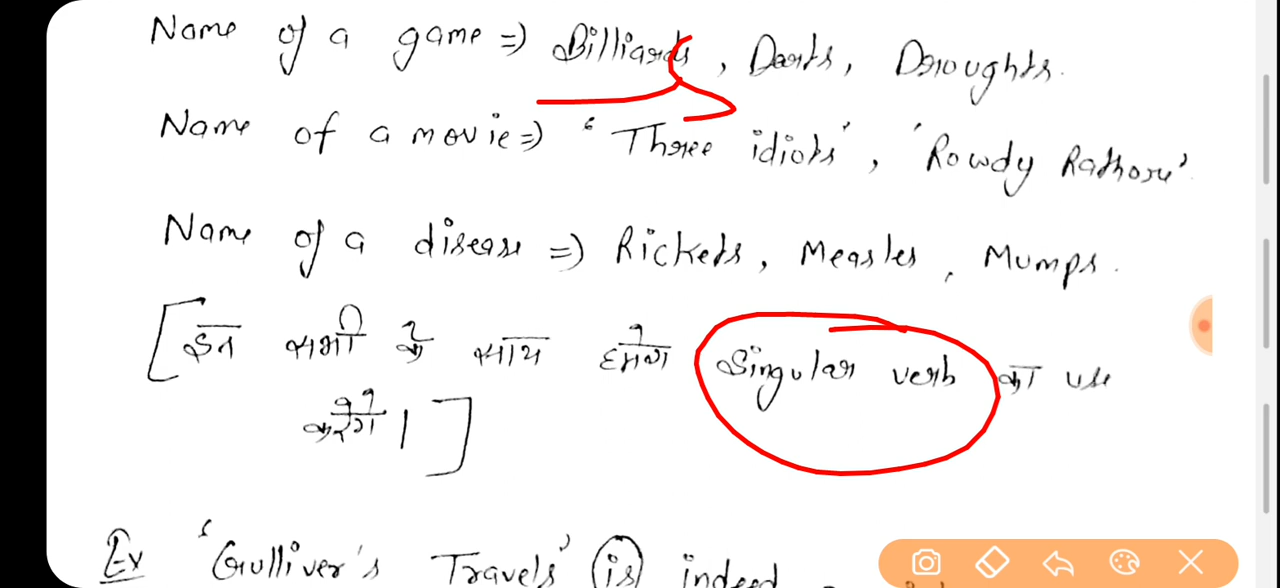 Name of a game => Billiards, Darts, Droughts.
Name of a movie => 'Three idiots', 'Rowdy Rathore'.
Name of a disease => Rickets, Measles, Mumps.
[इन सभी के साथ हमेशा Singular verb का use
करेंगे।]
Ex 'Gulliver's Travels' is indeed